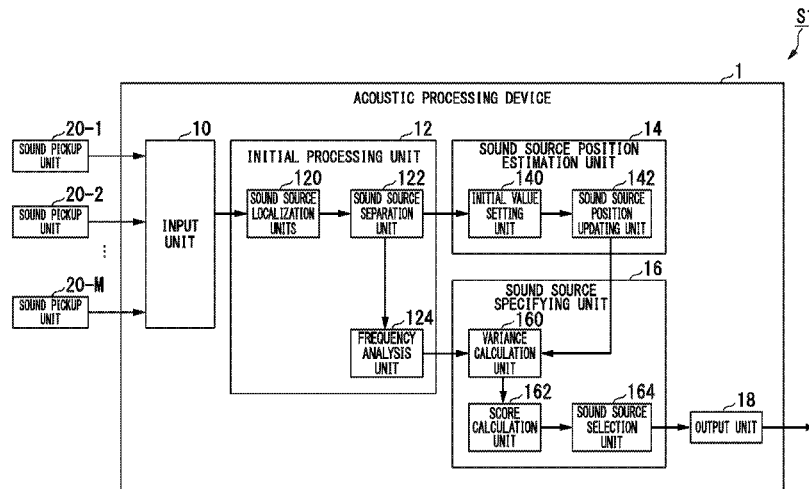 S1
1
ACOUSTIC PROCESSING DEVICE
20-1
SOUND PICKUP
UNIT
20-2
SOUND PICKUP
UNIT
20-M
SOUND PICKUP
UNIT
10
INPUT
UNIT
12
INITIAL PROCESSING UNIT
120
SOUND SOURCE
LOCALIZATION
UNITS
122
SOUND SOURCE
SEPARATION
UNIT
124
FREQUENCY
ANALYSIS
UNIT
14
SOUND SOURCE POSITION
ESTIMATION UNIT
140
INITIAL VALUE
SETTING
UNIT
142
SOUND SOURCE
POSITION
UPDATING UNIT
16
SOUND SOURCE
SPECIFYING UNIT
160
VARIANCE
CALCULATION
UNIT
162
SCORE
CALCULATION
UNIT
164
SOUND SOURCE
SELECTION
UNIT
18
OUTPUT UNIT